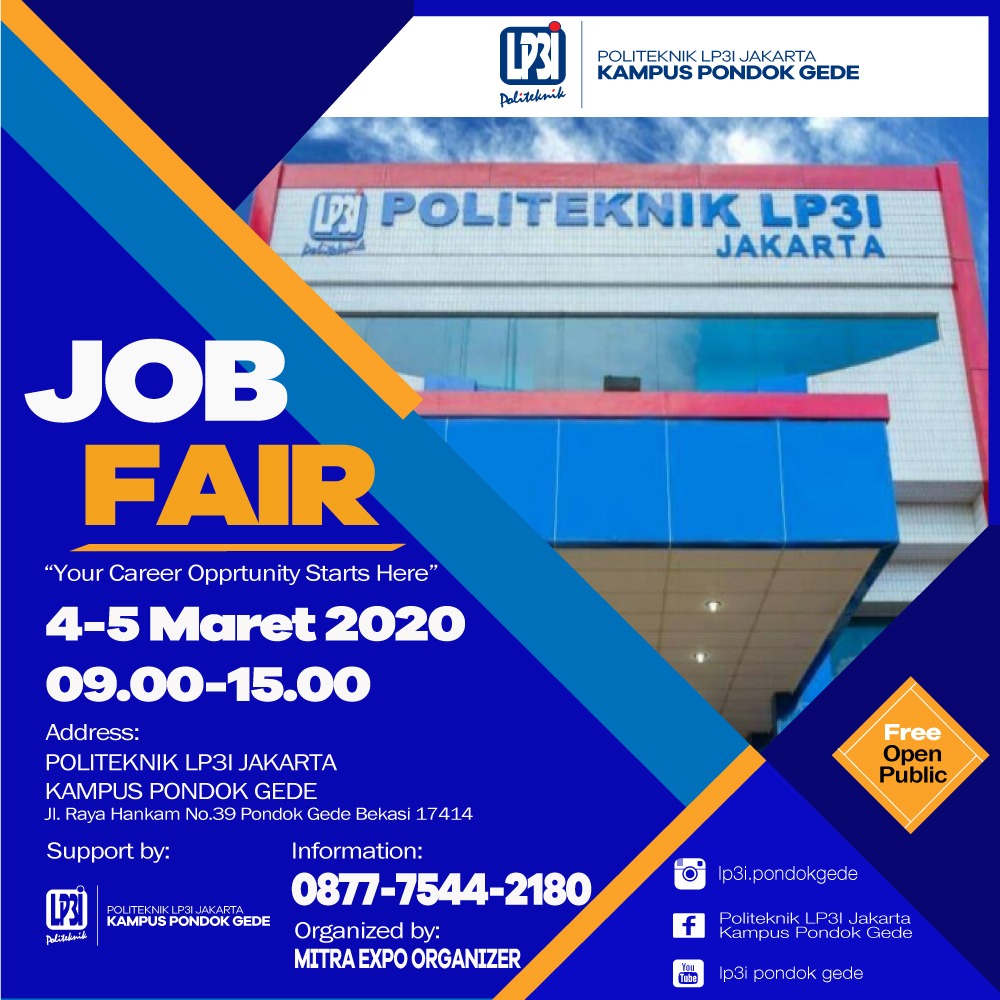 LP3i
Politeknik
POLITEKNIK LP3I JAKARTA
KAMPUS PONDOK GEDE
LP3i
Politeknik
POLITEKNIK LP3I
JAKARTA
JOB
FAIR
“Your Career Opprtunity Starts Here”
4-5 Maret 2020
09.00-15.00
Address:
POLITEKNIK LP3I JAKARTA
KAMPUS PONDOK GEDE
Jl. Raya Hankam No.39 Pondok Gede Bekasi 17414
Free
Open
Public
Support by:
LP3i
Politeknik
POLITEKNIK LP3I JAKARTA
KAMPUS PONDOK GEDE
Information:
0877-7544-2180
Organized by:
MITRA EXPO ORGANIZER
lp3i.pondokgede
Politeknik LP3I Jakarta
Kampus Pondok Gede
You
Tube
lp3i pondok gede